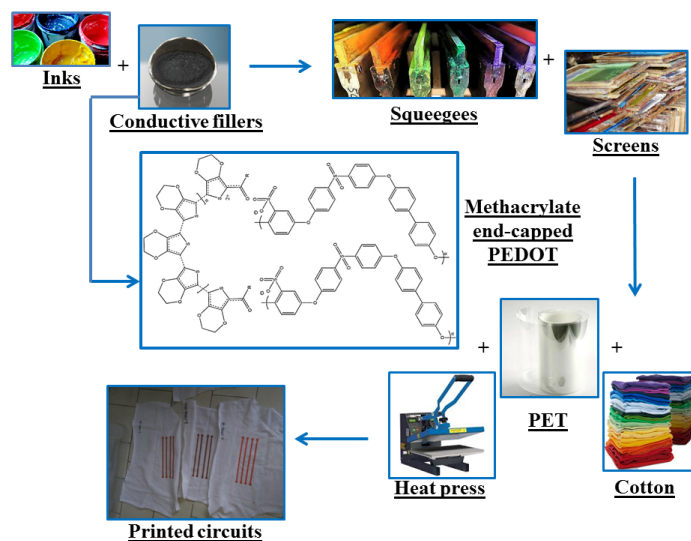 Inks
+
Conductive fillers
Squeegees
+
Screens
Methacrylate
end-capped
PEDOT
+
+
PET
Heat press
Cotton
Printed circuits